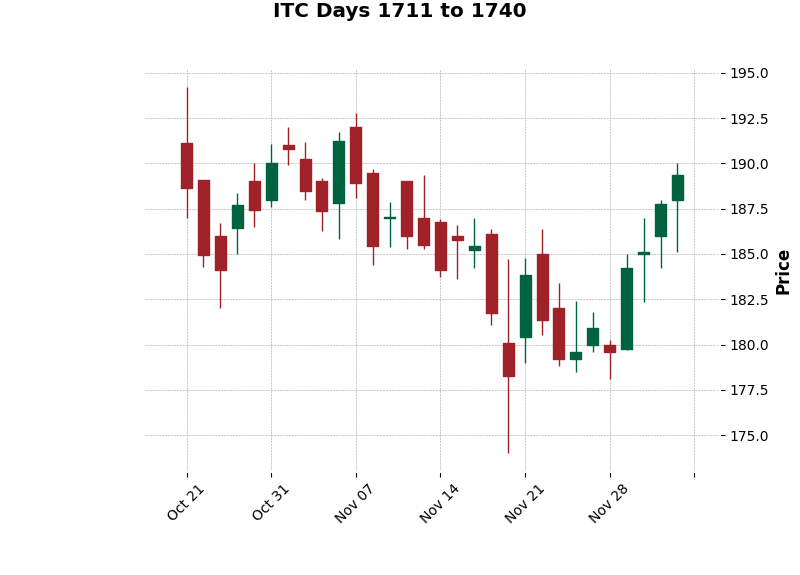 ITC Days 1711 to 1740
195.0
192.5
190.0
187.5
185.0
182.5
180.0
177.5
175.0
Price
Oct 21
Oct 31
Nov 07
Nov 14
Nov 21
Nov 28